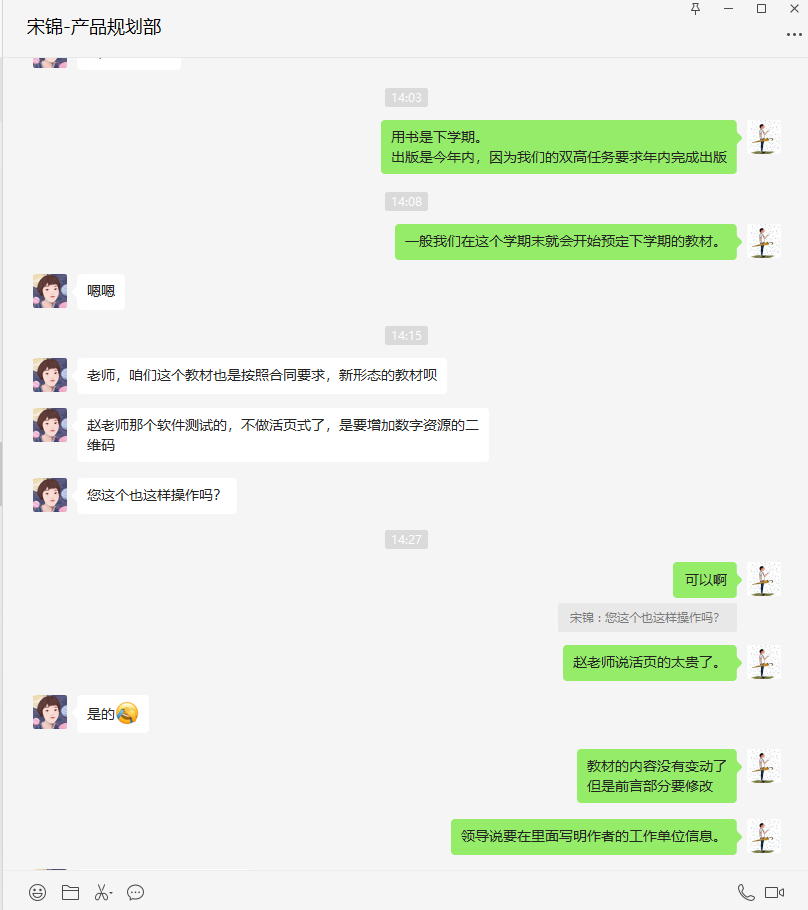 宋锦-产品规划部
14:03
用书是下学期。
出版是今年内，因为我们的双高任务要求年内完成出版
14:08
一般我们在这个学期末就会开始预定下学期的教材。
嗯嗯
14:15
老师，咱们这个教材也是按照合同要求，新形态的教材呗
赵老师那个软件测试的，不做活页式了，是要增加数字资源的二
维码
您这个也这样操作吗？
14:27
可以啊
宋锦：您这个也这样操作吗？
赵老师说活页的太贵了。
是的
教材的内容没有变动了
但是前言部分要修改
领导说要在里面写明作者的工作单位信息。